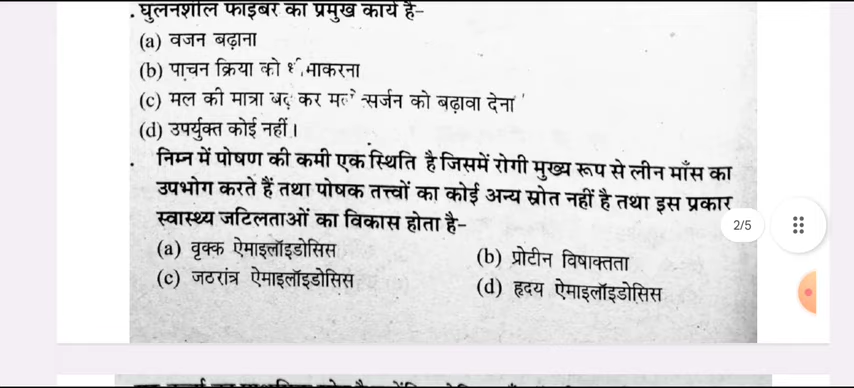 . घुलनशील फाइबर का प्रमुख कार्य है–
(a) वजन बढ़ाना
(b) पाचन क्रिया को
(c) मल की मात्रा कर को बढ़ावा देना
(d) उपर्युक्त कोई नहीं।
. निम्न में पोषण की कमी एक स्थिति है जिसमें रोगी मुख्य रूप से लीन माँस का
उपभोग करते हैं तथा पोषक तत्त्वों का कोई अन्य स्रोत नहीं है तथा इस प्रकार
स्वास्थ्य जटिलताओं का विकास होता है–
2/5
(a) वृक्क ऐमाइलॉइडोसिस
(b) प्रोटीन विषाक्तता
(c) जठरांत्र ऐमाइलॉइडोसिस
(d) हृदय ऐमाइलॉइडोसिस